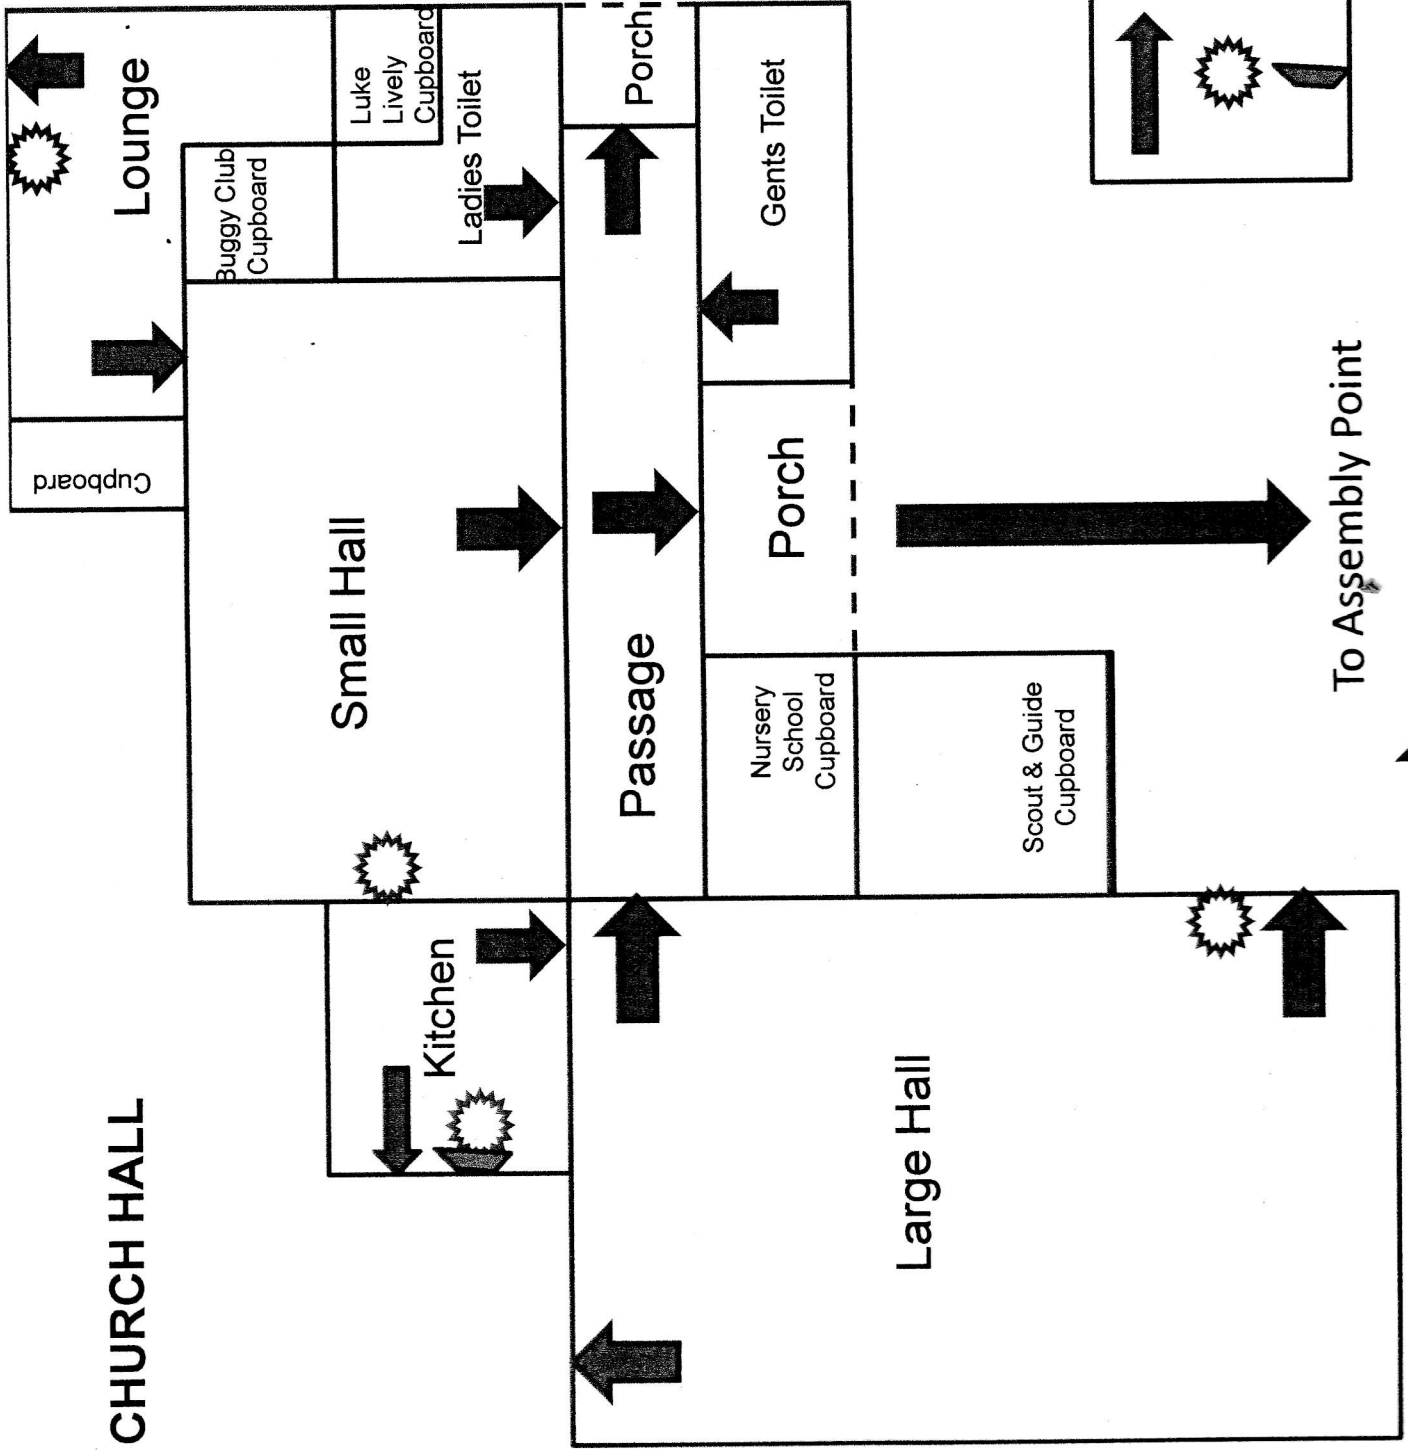 CHURCH HALL
Lounge
Luke
Lively
Cupboard
Buggy Club
Cupboard
Ladies Toilet
Porch
Gents Toilet
Cupboard
Small Hall
Passage
Porch
Nursery
School
Cupboard
Scout & Guide
Cupboard
Kitchen
Large Hall
To Assembly Point